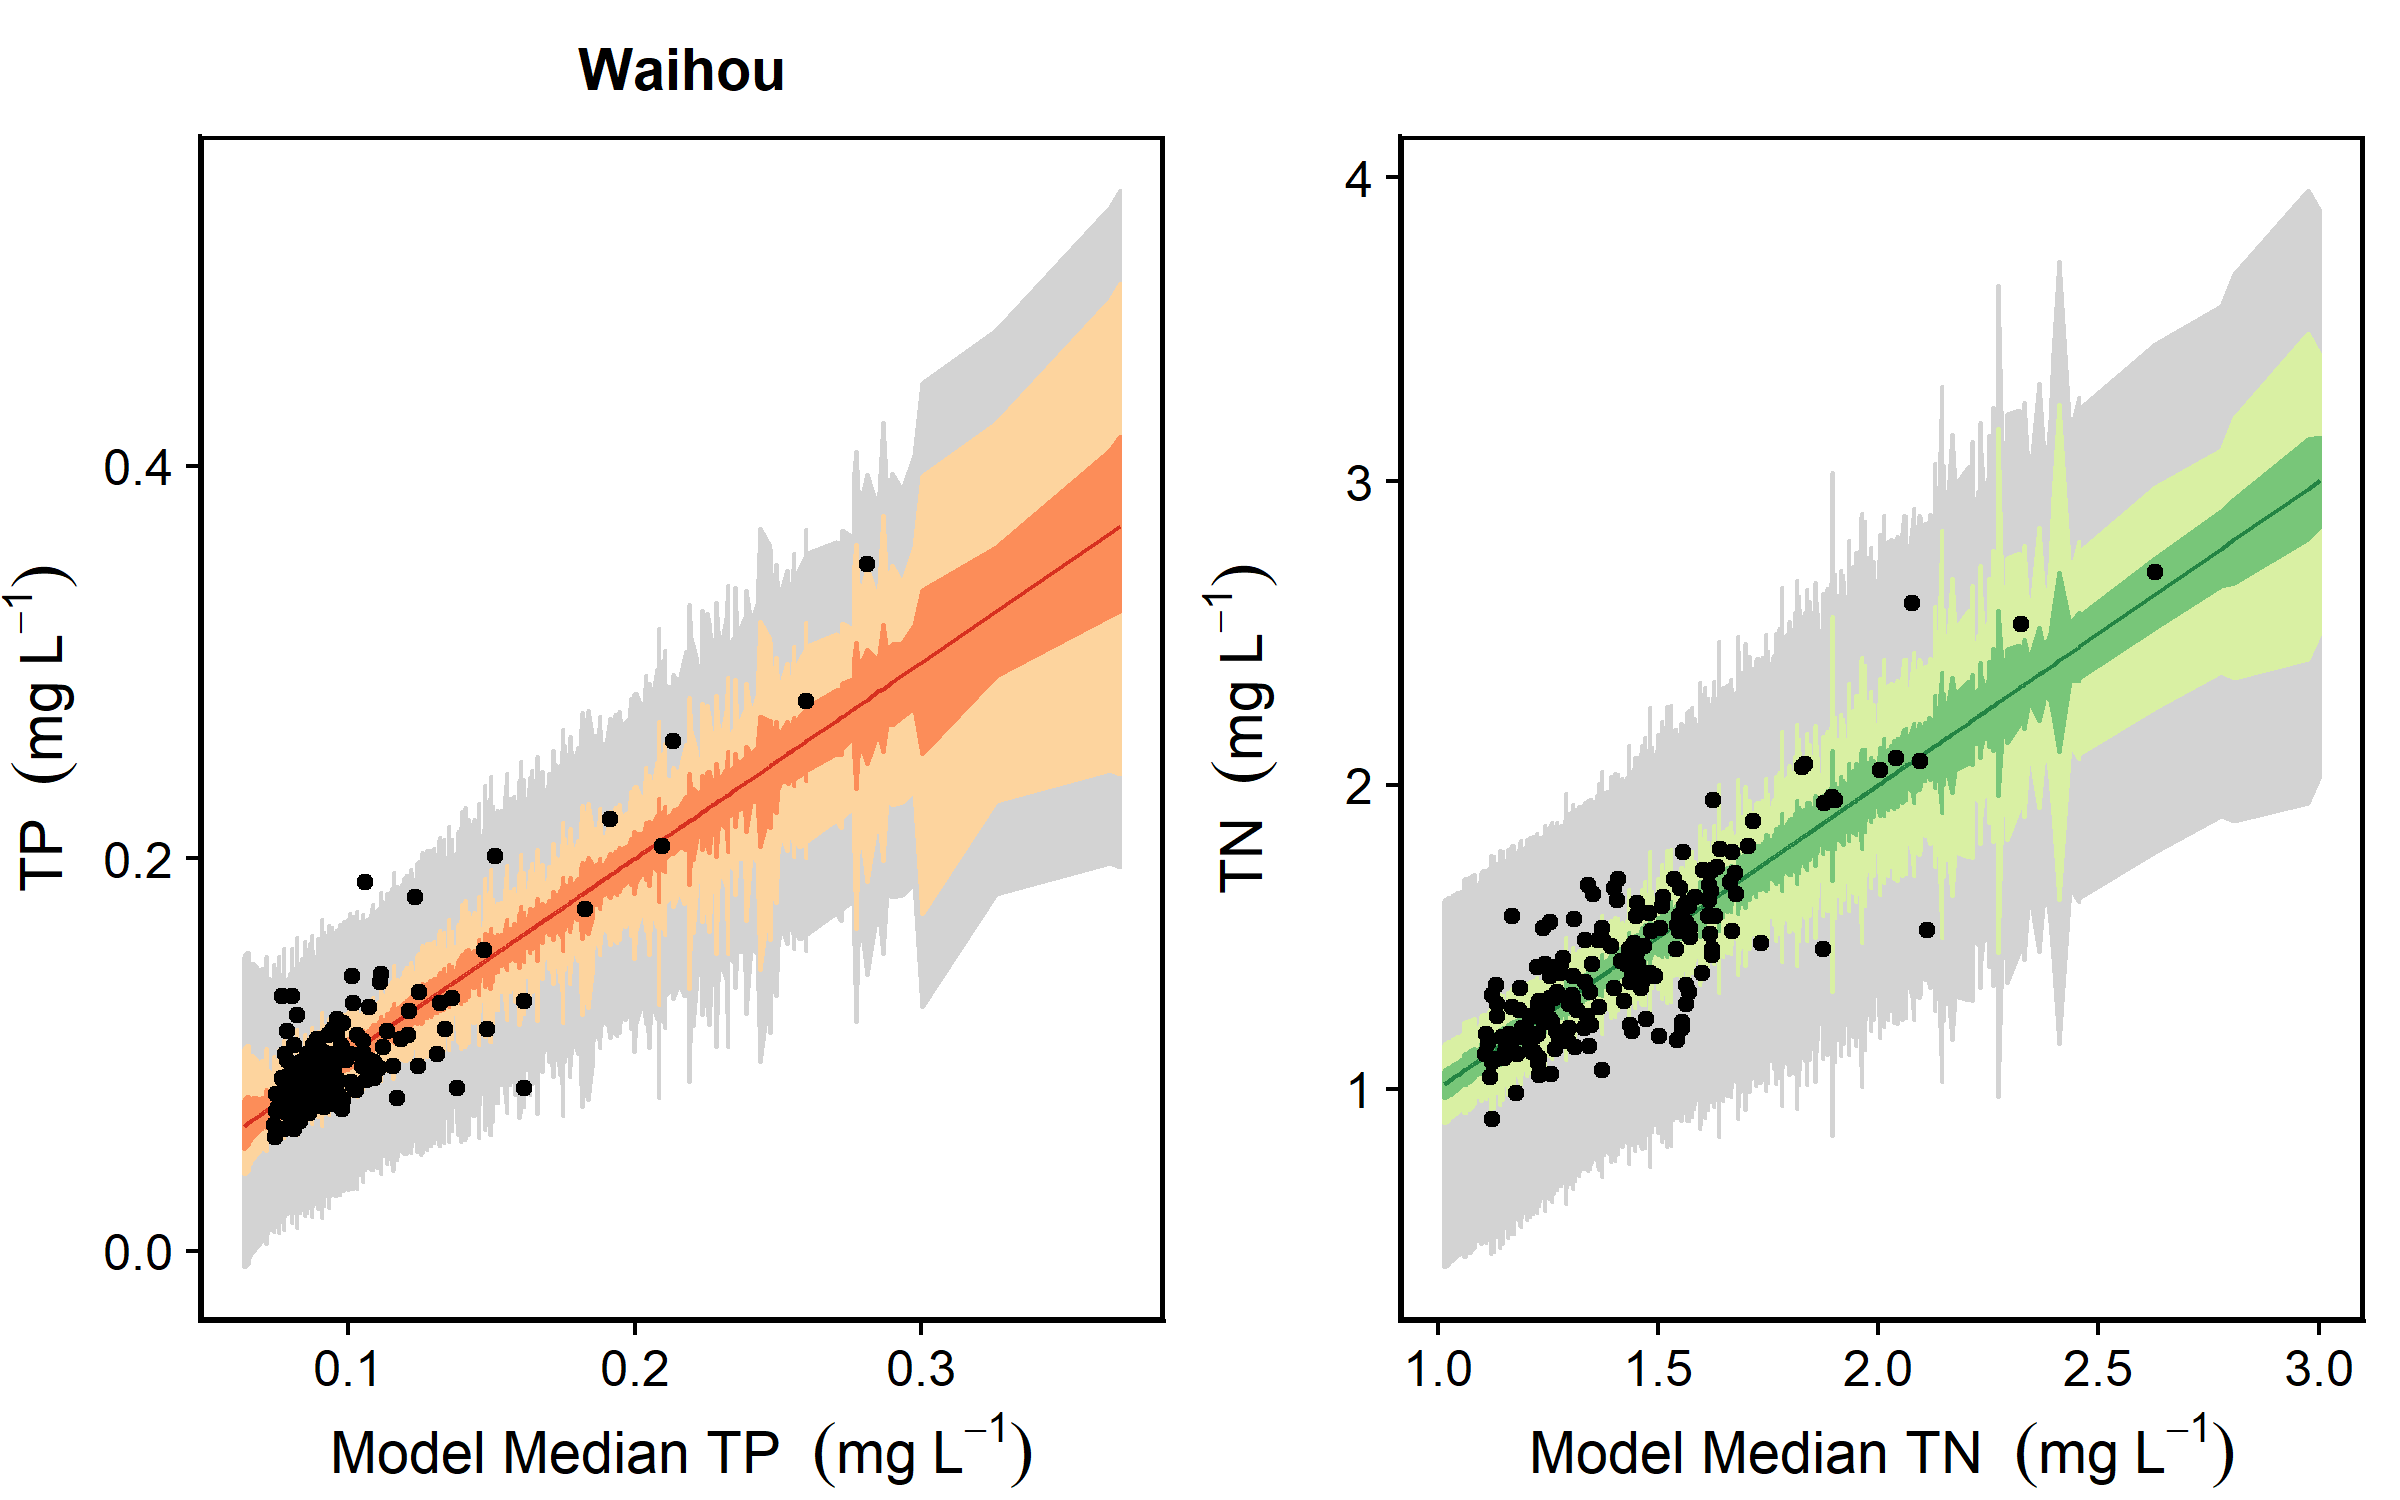 Waihou
TP (mg L⁻¹)
0.4
0.2
0.0
0.1 0.2 0.3
Model Median TP (mg L⁻¹)
TN (mg L⁻¹)
4
3
2
1
1.0 1.5 2.0 2.5 3.0
Model Median TN (mg L⁻¹)